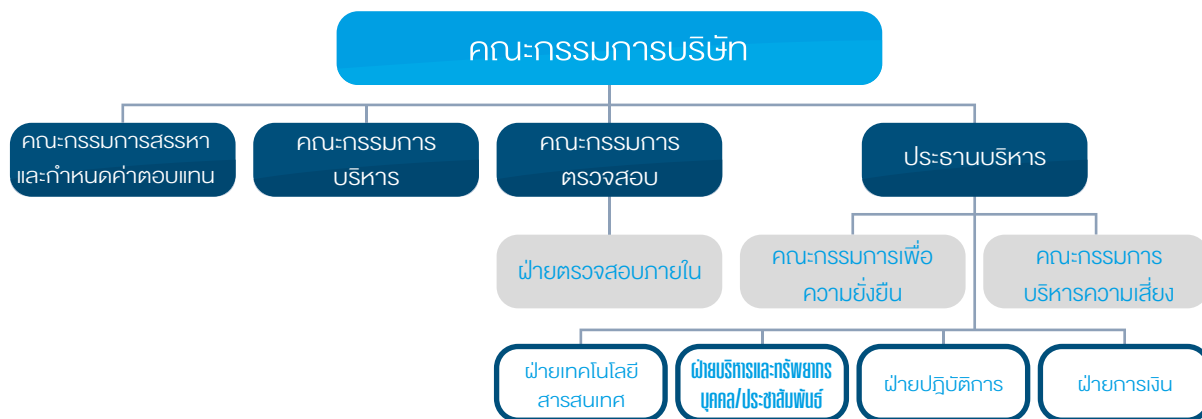 คณะกรรมการบริษัท
คณะกรรมการสรรหา
และกำหนดค่าตอบแทน
คณะกรรมการ
บริหาร
คณะกรรมการ
ตรวจสอบ
ประธานบริหาร
ฝ่ายตรวจสอบภายใน
คณะกรรมการเพื่อ
ความยั่งยืน
คณะกรรมการ
บริหารความเสี่ยง
ฝ่ายเทคโนโลยี
สารสนเทศ
ฝ่ายบริหารและทรัพยากร
บุคคล/ประชาสัมพันธ์
ฝ่ายปฏิบัติการ
ฝ่ายการเงิน